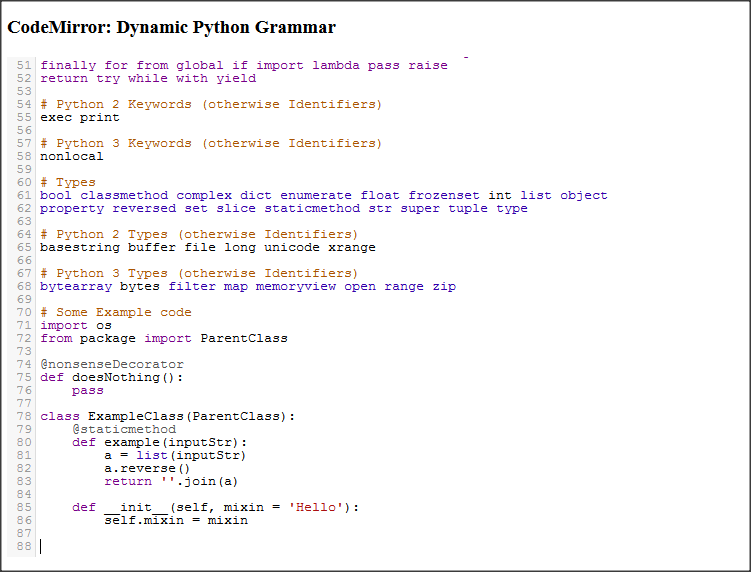 CodeMirror: Dynamic Python Grammar
51 finally for from global if import lambda pass raise
52 return try while with yield
53
54 # Python 2 Keywords (otherwise Identifiers)
55 exec print
56
57 # Python 3 Keywords (otherwise Identifiers)
58 nonlocal
59
60 # Types
61 bool classmethod complex dict enumerate float frozenset int list object
62 property reversed set slice staticmethod str super tuple type
63
64 # Python 2 Types (otherwise Identifiers)
65 basestring buffer file long unicode xrange
66
67 # Python 3 Types (otherwise Identifiers)
68 bytearray bytes filter map memoryview open range zip
69
70 # Some Example code
71 import os
72 from package import ParentClass
73
74 @nonsenseDecorator
75 def doesNothing():
76     pass
77
78 class ExampleClass(ParentClass):
79     @staticmethod
80     def example(inputStr):
81         a = list(inputStr)
82         a.reverse()
83         return ''.join(a)
84
85     def __init__(self, mixin = 'Hello'):
86         self.mixin = mixin
87
88